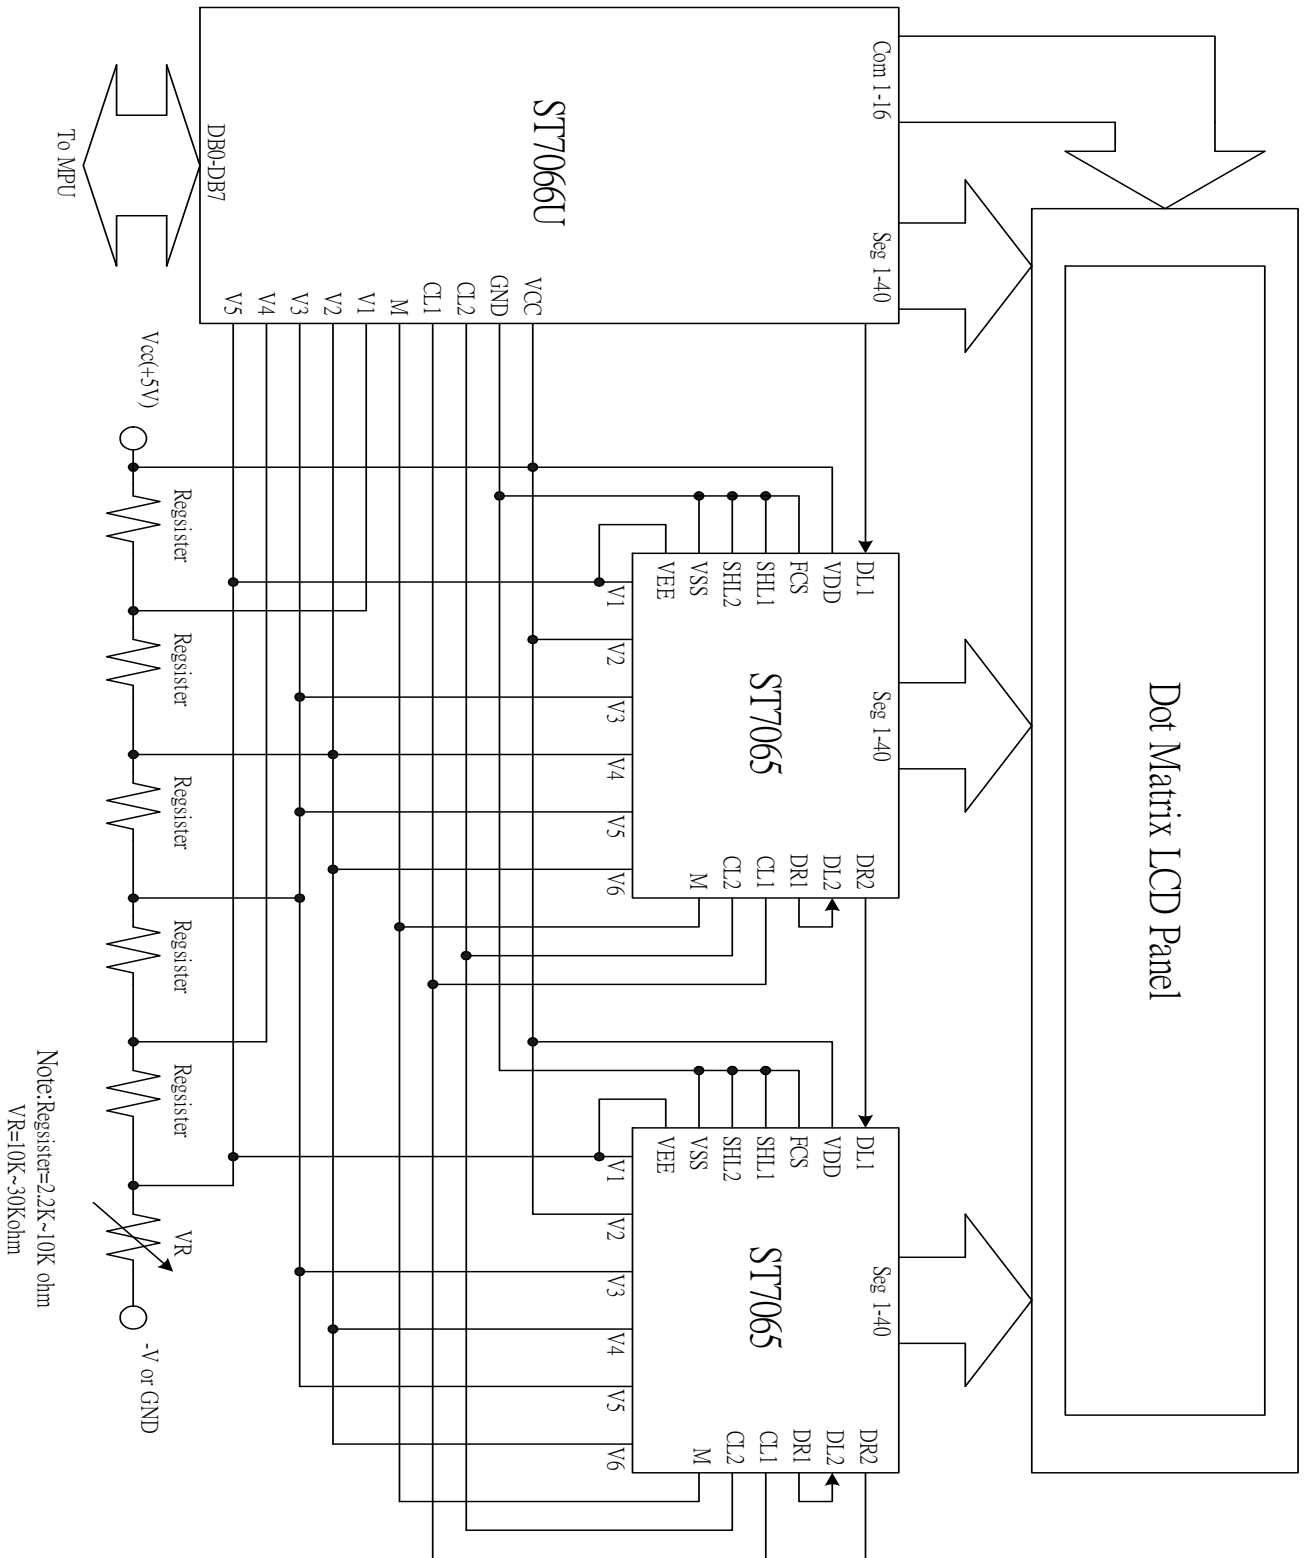 Dot Matrix LCD Panel
Com 1-16
Seg 1-40
Seg 1-40
Seg 1-40
ST7066U
DB0-DB7
To MPU
VCC
GND
CL2
CL1
M
V1
V2
V3
V4
V5
DL1
VDD
FCS
SHL1
SHL2
VSS
VEE
ST7065
V1
V2
V3
V4
V5
V6
DR2
DL2
DR1
CL1
CL2
M
DL1
VDD
FCS
SHL1
SHL2
VSS
VEE
ST7065
V1
V2
V3
V4
V5
V6
DR2
DL2
DR1
CL1
CL2
M
Vcc(+5V)
Regsister
Regsister
Regsister
Regsister
Regsister
VR
-V or GND
Note:Regsister=2.2K~10K ohm
VR=10K~30Kohm